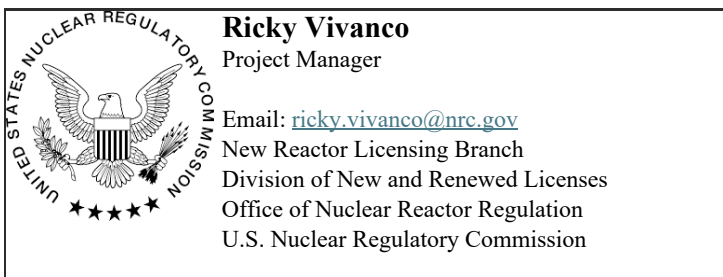 UNITED STATES NUCLEAR REGULATORY COMMISSION
Ricky Vivanco
Project Manager
Email: ricky.vivanco@nrc.gov
New Reactor Licensing Branch
Division of New and Renewed Licenses
Office of Nuclear Reactor Regulation
U.S. Nuclear Regulatory Commission